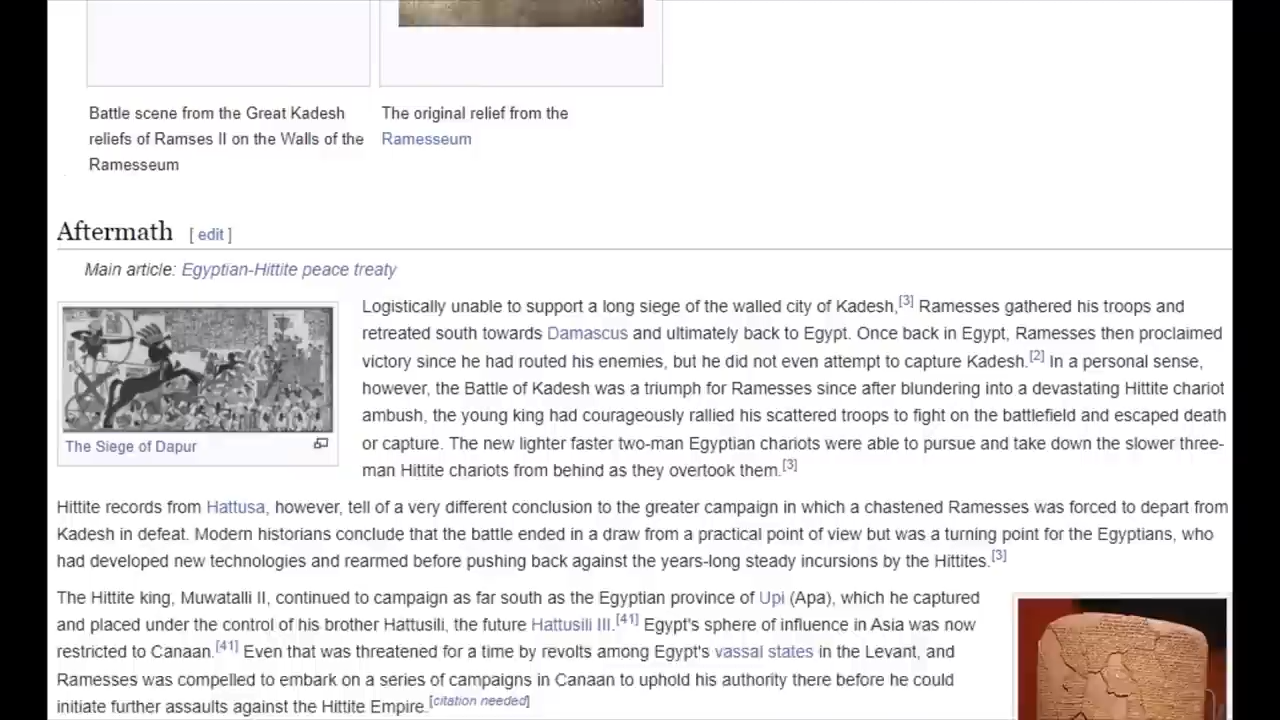 Battle scene from the Great Kadesh
reliefs of Ramses II on the Walls of the
Ramesseum
The original relief from the
Ramesseum
Aftermath [ edit ]
Main article: Egyptian-Hittite peace treaty
The Siege of Dapur
Logistically unable to support a long siege of the walled city of Kadesh,[3] Ramesses gathered his troops and
retreated south towards Damascus and ultimately back to Egypt. Once back in Egypt, Ramesses then proclaimed
victory since he had routed his enemies, but he did not even attempt to capture Kadesh.[2] In a personal sense,
however, the Battle of Kadesh was a triumph for Ramesses since after blundering into a devastating Hittite chariot
ambush, the young king had courageously rallied his scattered troops to fight on the battlefield and escaped death
or capture. The new lighter faster two-man Egyptian chariots were able to pursue and take down the slower three-
man Hittite chariots from behind as they overtook them.[3]
Hittite records from Hattusa, however, tell of a very different conclusion to the greater campaign in which a chastened Ramesses was forced to depart from
Kadesh in defeat. Modern historians conclude that the battle ended in a draw from a practical point of view but was a turning point for the Egyptians, who
had developed new technologies and rearmed before pushing back against the years-long steady incursions by the Hittites.[3]
The Hittite king, Muwatalli II, continued to campaign as far south as the Egyptian province of Upi (Apa), which he captured
and placed under the control of his brother Hattusili, the future Hattusili III.[41] Egypt's sphere of influence in Asia was now
restricted to Canaan.[41] Even that was threatened for a time by revolts among Egypt's vassal states in the Levant, and
Ramesses was compelled to embark on a series of campaigns in Canaan to uphold his authority there before he could
initiate further assaults against the Hittite Empire.[citation needed]